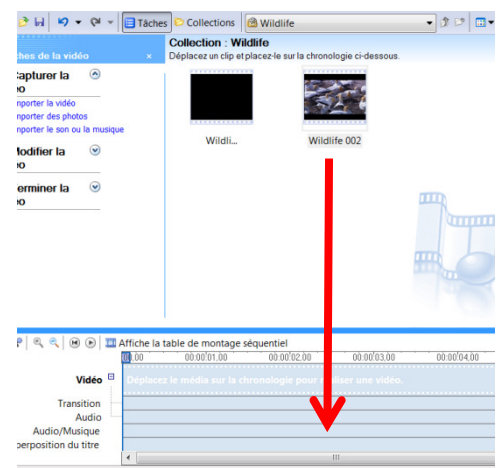 Tâches Collections Wildlife
Collection : Wildlife
ches de la vidéo ×
Déplacez un clip et placez-le sur la chronologie ci-dessous.
apturer la
éo
mporter la vidéo
mporter des photos
mporter le son ou la musique
Wildli...
Wildlife 002
Modifier la
éo
erminer la
éo
Affiche la table de montage séquentiel
00:00'01,00 00:00'02,00 00:00'03,00 00:00'04,00
Vidéo
Déplacez le média sur la chronologie pour réaliser une vidéo.
Transition
Audio
Audio/Musique
perposition du titre